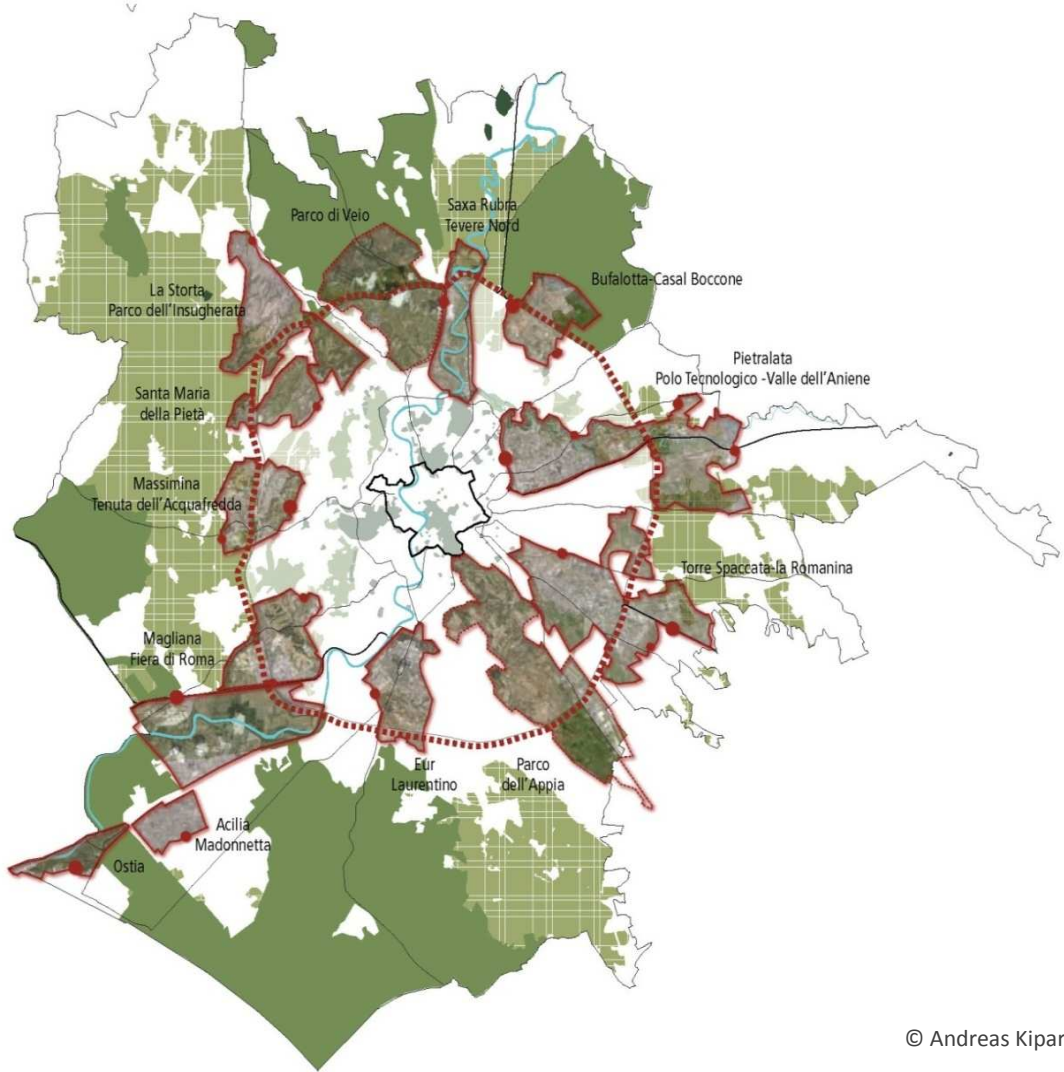 Parco di Veio
Saxa Rubra
Tevere Nord
Bufalotta-Casal Boccone
La Storta
Parco dell'Insugherata
Pietralata
Polo Tecnologico -Valle dell'Aniene
Santa Maria
della Pietà
Massimina
Tenuta dell'Acquafredda
Torre Spaccata-la Romanina
Magliana
Fiera di Roma
Eur
Laurentino
Parco
dell'Appia
Acilia
Madonnetta
Ostia
© Andreas Kipar